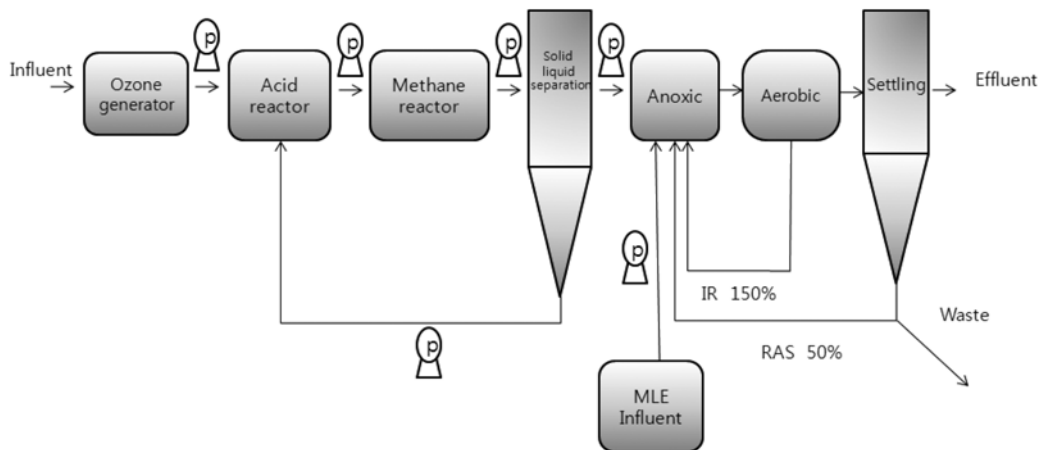 Influent
Ozone
generator
p
Acid
reactor
p
Methane
reactor
p
Solid
liquid
separation
p
Anoxic
Aerobic
Settling
Effluent
p
IR 150%
p
RAS 50%
Waste
MLE
Influent